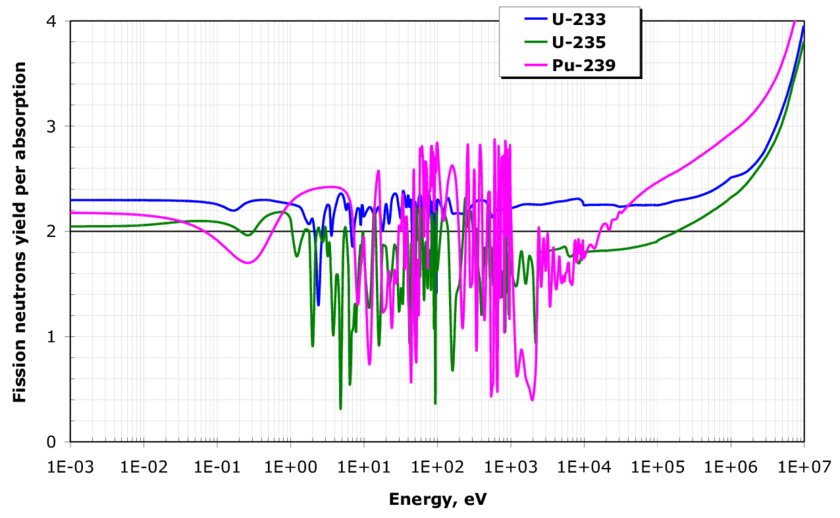 U-233
U-235
Pu-239
Fission neutrons yield per absorption
4
3
2
1
0
1E-03 1E-02 1E-01 1E+00 1E+01 1E+02 1E+03 1E+04 1E+05 1E+06 1E+07
Energy, eV